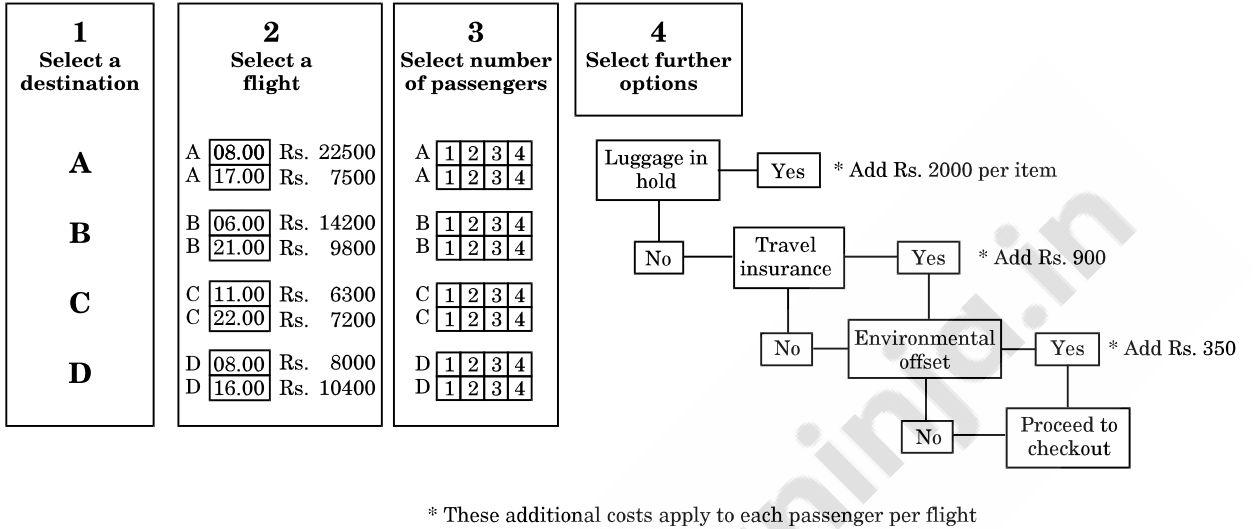 1
Select a
destination
A
B
C
D
2
Select a
flight
A 08.00 Rs. 22500
A 17.00 Rs. 7500
B 06.00 Rs. 14200
B 21.00 Rs. 9800
C 11.00 Rs. 6300
C 22.00 Rs. 7200
D 08.00 Rs. 8000
D 16.00 Rs. 10400
3
Select number
of passengers
A 1 2 3 4
A 1 2 3 4
B 1 2 3 4
B 1 2 3 4
C 1 2 3 4
C 1 2 3 4
D 1 2 3 4
D 1 2 3 4
4
Select further
options
Luggage in
hold
Yes
* Add Rs. 2000 per item
No
Travel
insurance
Yes
* Add Rs. 900
No
Environmental
offset
Yes
* Add Rs. 350
No
Proceed to
checkout
* These additional costs apply to each passenger per flight
ninja.in